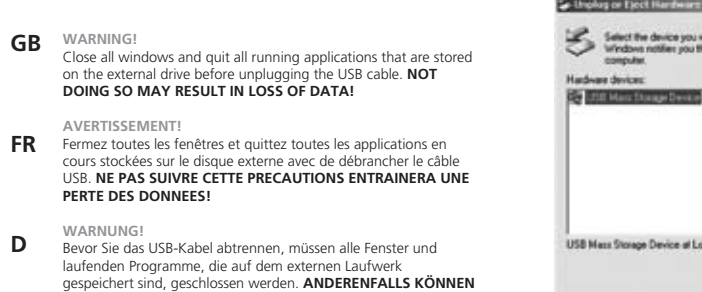 GB
WARNING!
Close all windows and quit all running applications that are stored
on the external drive before unplugging the USB cable. NOT
DOING SO MAY RESULT IN LOSS OF DATA!
FR
AVERTISSEMENT!
Fermez toutes les fenêtres et quittez toutes les applications en
cours stockées sur le disque externe avec de débrancher le câble
USB. NE PAS SUIVRE CETTE PRECAUTIONS ENTRAINERA UNE
PERTE DES DONNEES!
D
WARNUNG!
Bevor Sie das USB-Kabel abtrennen, müssen alle Fenster und
laufenden Programme, die auf dem externen Laufwerk
gespeichert sind, geschlossen werden. ANDERENFALLS KÖNNEN
Unplug or Eject Hardware
Select the device you
Windows notifies you
computer.
Hardware devices:
USB Mass Storage Device
USB Mass Storage Device at